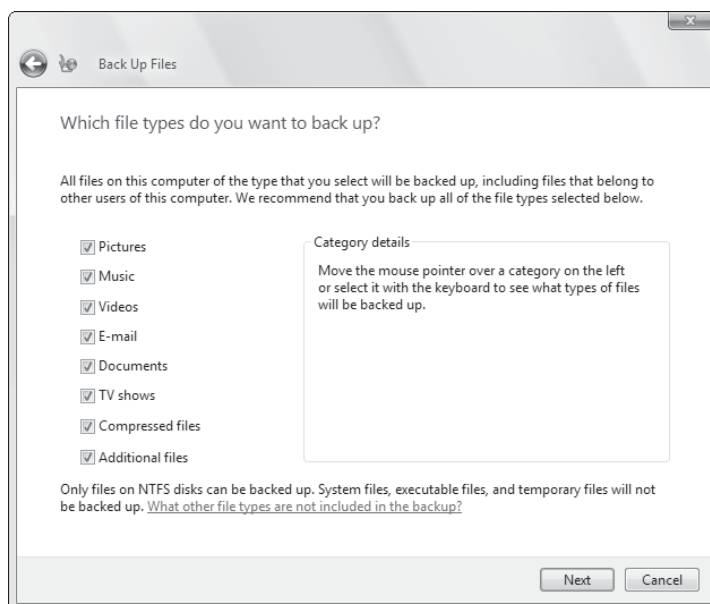 Back Up Files
Which file types do you want to back up?
All files on this computer of the type that you select will be backed up, including files that belong to
other users of this computer. We recommend that you back up all of the file types selected below.
Pictures
Music
Videos
E-mail
Documents
TV shows
Compressed files
Additional files
Category details
Move the mouse pointer over a category on the left
or select it with the keyboard to see what types of files
will be backed up.
Only files on NTFS disks can be backed up. System files, executable files, and temporary files will not
be backed up. What other file types are not included in the backup?
Next
Cancel